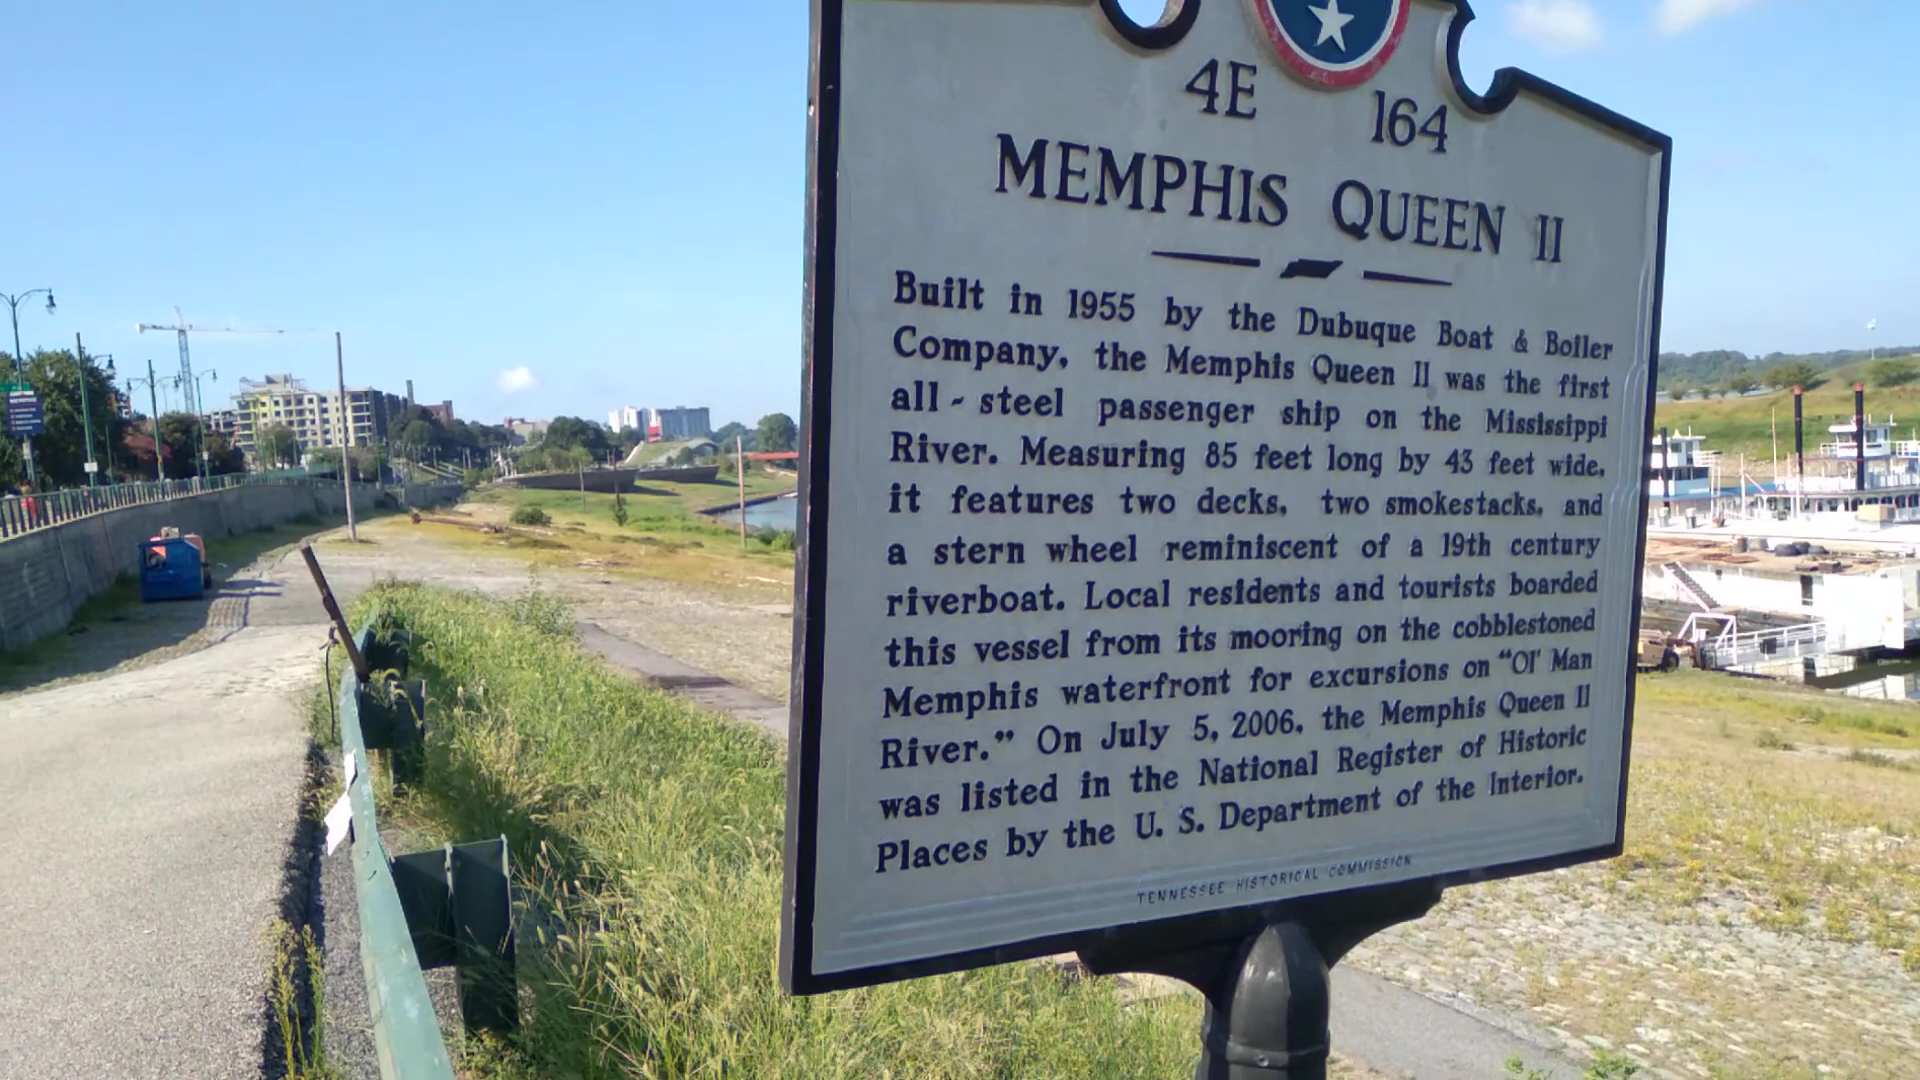 4E 164
MEMPHIS QUEEN II
Built in 1955 by the Dubuque Boat & Boiler
Company, the Memphis Queen II was the first
all-steel passenger ship on the Mississippi
River. Measuring 85 feet long by 43 feet wide,
it features two decks, two smokestacks, and
a stern wheel reminiscent of a 19th century
riverboat. Local residents and tourists boarded
this vessel from its mooring on the cobblestoned
Memphis waterfront for excursions on “Ol’ Man
River.” On July 5, 2006, the Memphis Queen II
was listed in the National Register of Historic
Places by the U. S. Department of the Interior.
TENNESSEE HISTORICAL COMMISSION